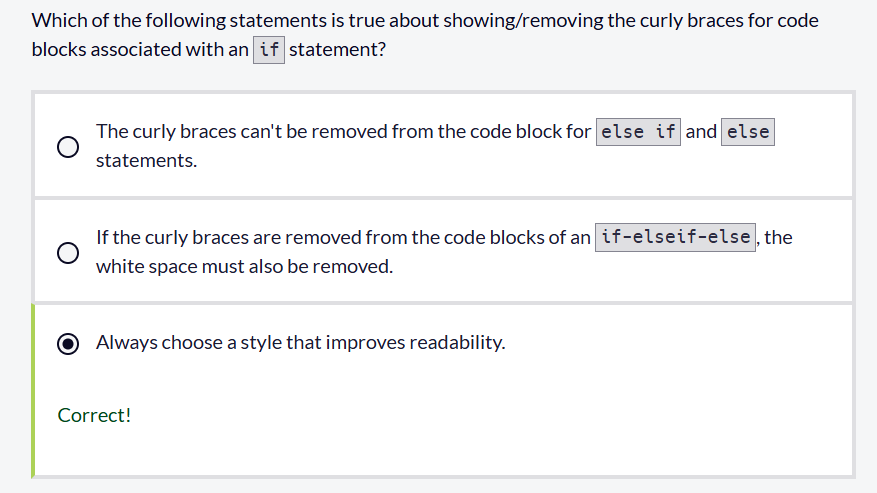 Which of the following statements is true about showing/removing the curly braces for code
blocks associated with an if statement?
The curly braces can't be removed from the code block for else if and else
statements.
If the curly braces are removed from the code blocks of an if-elseif-else, the
white space must also be removed.
Always choose a style that improves readability.
Correct!